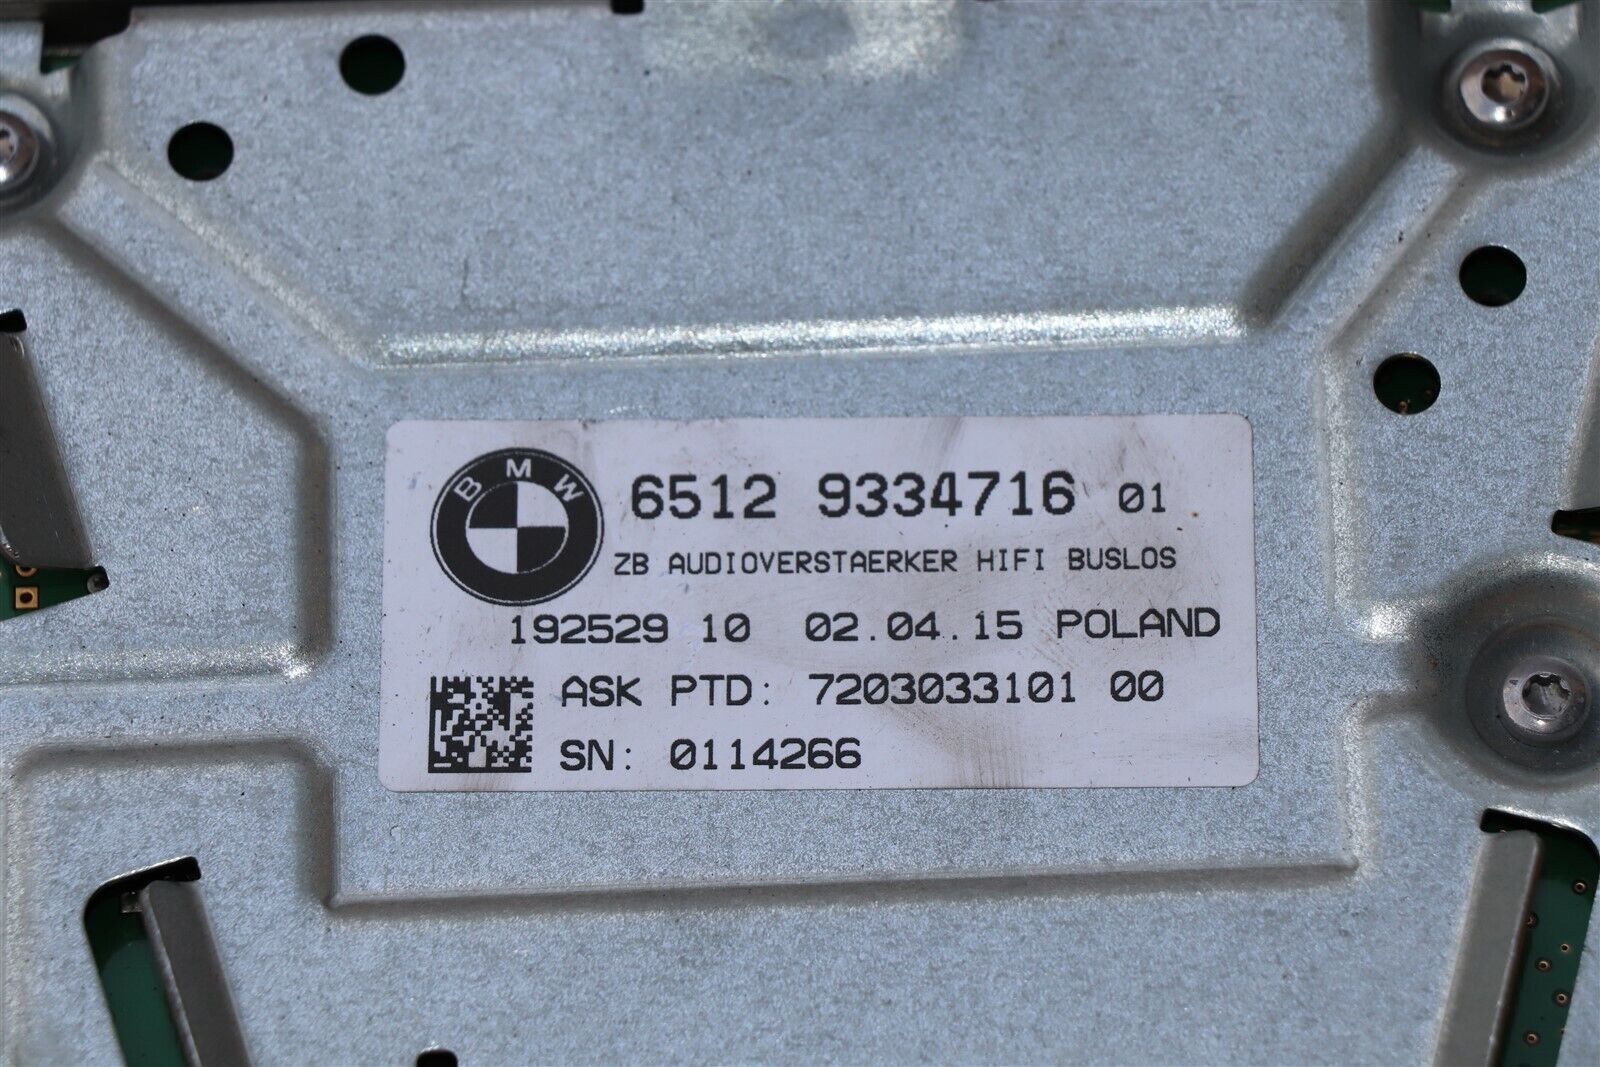 BMW
6512 9334716 01
ZB AUDIOVERSTAERKER HIFI BUSLOS
192529 10 02.04.15 POLAND
ASK PTD: 7203033101 00
SN: 0114266